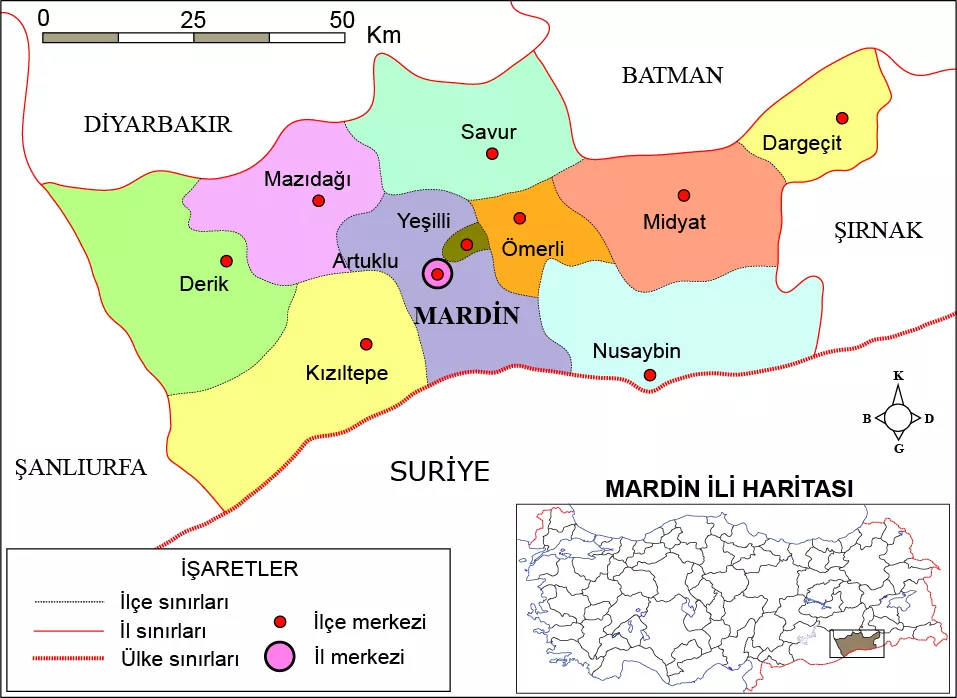 0 25 50
Km
BATMAN
DİYARBAKIR
Savur
Dargeçit
Mazıdağı
Yeşilli
Midyat
ŞIRNAK
Ömerli
Artuklu
Derik
MARDİN
Nusaybin
Kızıltepe
K
B D
G
ŞANLIURFA
SURİYE
MARDİN İLİ HARİTASI
İŞARETLER
İlçe sınırları
İl sınırları
Ülke sınırları
İlçe merkezi
İl merkezi